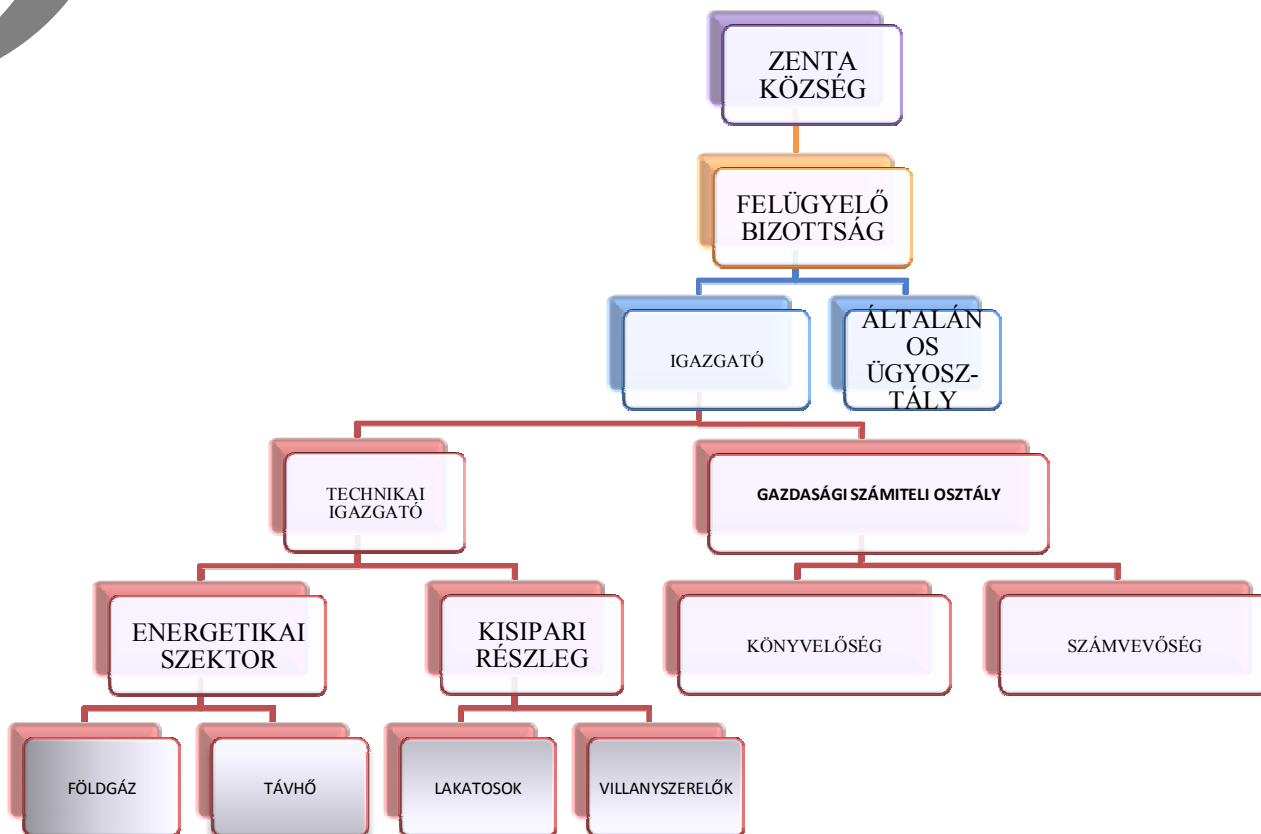 ZENTA
KÖZSÉG
FELÜGYELŐ
BIZOTTSÁG
IGAZGATÓ
ÁLTALÁN
OS
ÜGYOSZ-
TÁLY
TECHNIKAI
IGAZGATÓ
GAZDASÁGI SZÁMITELI OSZTÁLY
ENERGETIKAI
SZEKTOR
KISIPARI
RÉSZLEG
KÖNYVELŐSÉG
SZÁMVEVŐSÉG
FÖLDGÁZ
TÁVHŐ
LAKATOSOK
VILLANYSZERELŐK